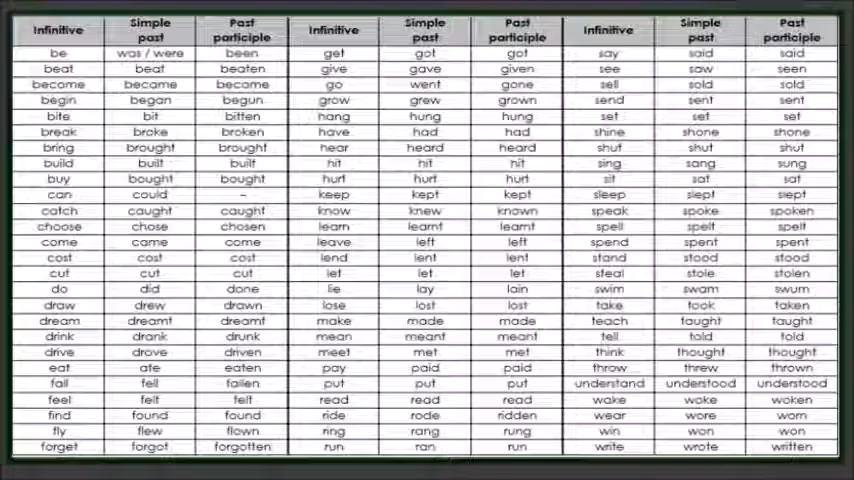 Infinitive Simple past Past participle Infinitive Simple past Past participle Infinitive Simple past Past participle
be was / were been get got got say said said
beat beat beaten give gave given see saw seen
become became become go went gone sell sold sold
begin began begun grow grew grown send sent sent
bite bit bitten hang hung hung set set set
break broke broken have had had shine shone shone
bring brought brought hear heard heard shut shut shut
build built built hit hit hit sing sang sung
buy bought bought hurt hurt hurt sit sat sat
can could – keep kept kept sleep slept slept
catch caught caught know knew known speak spoke spoken
choose chose chosen learn learnt learnt spell spelt spelt
come came come leave left left spend spent spent
cost cost cost lend lent lent stand stood stood
cut cut cut let let let steal stole stolen
do did done lie lay lain swim swam swum
draw drew drawn lose lost lost take took taken
dream dreamt dreamt make made made teach taught taught
drink drank drunk mean meant meant tell told told
drive drove driven meet met met think thought thought
eat ate eaten pay paid paid throw threw thrown
fall fell fallen put put put understand understood understood
feel felt felt read read read wake woke woken
find found found ride rode ridden wear wore worn
fly flew flown ring rang rung win won won
forget forgot forgotten run ran run write wrote written